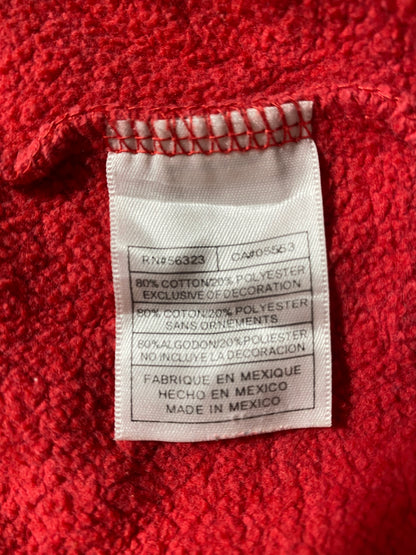 RN#56323 CA#05553
80% COTTON/20% POLYESTER
EXCLUSIVE OF DECORATION
80% COTON/20% POLYESTER
SANS ORNEMENTS
80%ALGODON/20% POLIESTER
NO INCLUYE LA DECORACION
FABRIQUE EN MEXIQUE
HECHO EN MEXICO
MADE IN MEXICO